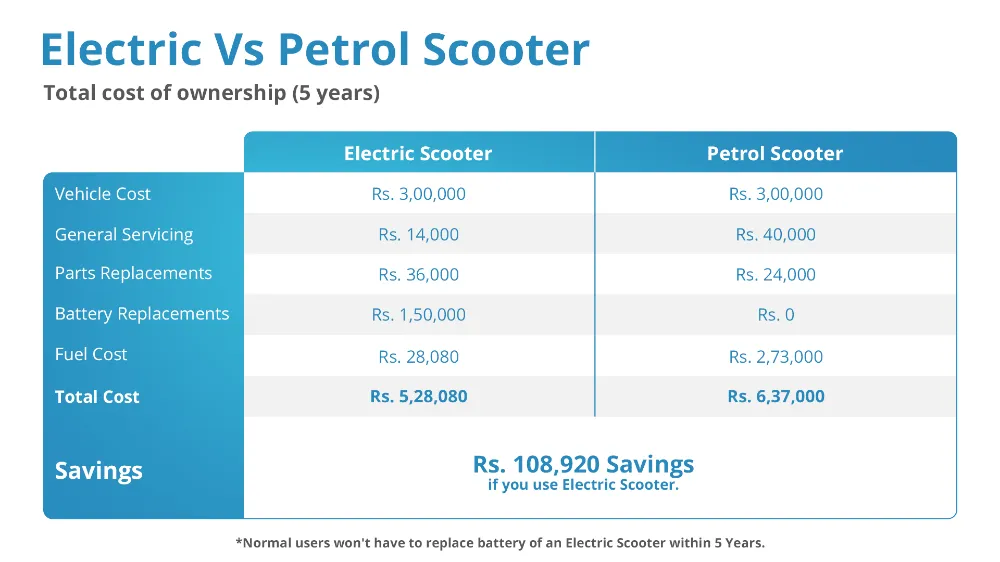 Electric Vs Petrol Scooter
Total cost of ownership (5 years)
Electric Scooter Petrol Scooter
Vehicle Cost Rs. 3,00,000 Rs. 3,00,000
General Servicing Rs. 14,000 Rs. 40,000
Parts Replacements Rs. 36,000 Rs. 24,000
Battery Replacements Rs. 1,50,000 Rs. 0
Fuel Cost Rs. 28,080 Rs. 2,73,000
Total Cost Rs. 5,28,080 Rs. 6,37,000
Savings Rs. 108,920 Savings
if you use Electric Scooter.
*Normal users won't have to replace battery of an Electric Scooter within 5 Years.